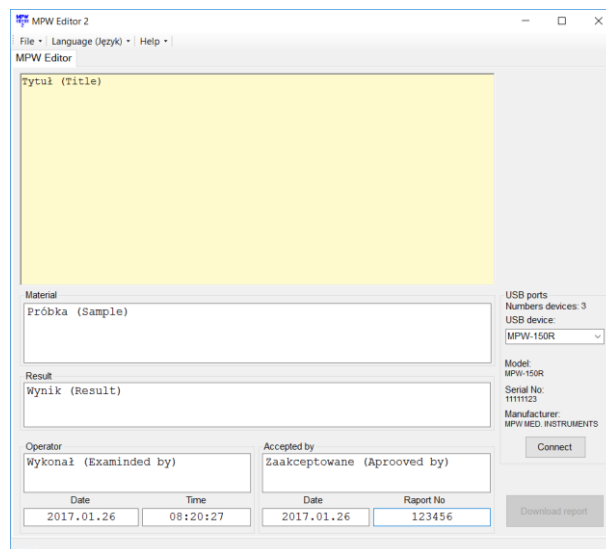 MPW Editor 2
File Language (Język) Help
MPW Editor
Tytuł (Title)
Material
Próbka (Sample)
Result
Wynik (Result)
Operator
Wykonał (Examinded by)
Date Time
2017.01.26 08:20:27
Accepted by
Zaakceptowane (Aprooved by)
Date Raport No
2017.01.26 123456
USB ports
Numbers devices: 3
USB device:
MPW-150R
Model:
MPW-150R
Serial No:
11111123
Manufacturer:
MPW MED. INSTRUMENTS
Connect
Download report